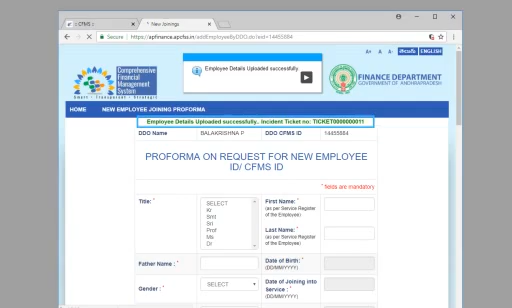 :: CFMS ::
* New Joinings
Secure | https://apfinance.apcfss.in/addEmployeeByDDO.do?aid=14455884
A+ A A- తెలుగు ENGLISH
Comprehensive
Financial
Management
System
Smart • Transparent • Strategic
Employee Details Uploaded successfully.
FINANCE DEPARTMENT
GOVERNMENT OF ANDHRAPRADESH
HOME NEW EMPLOYEE JOINING PROFORMA
Employee Details Uploaded successfully.. Incident Ticket no: TICKET0000000011
DDO Name BALAKRISHNA P DDO CFMS ID 14455884
PROFORMA ON REQUEST FOR NEW EMPLOYEE
ID/ CFMS ID
* fields are mandatory
Title: * SELECT First Name: *
Kr (as per Service Register
Smt of the Employee)
Sri
Prof Last Name: *
Ms (as per Service Register
Dr of the Employee)
Father Name : * Date of Birth: *
(DD/MM/YYYY)
Gender : * SELECT Date of Joining into
Service : *
(DD/MM/YYYY)